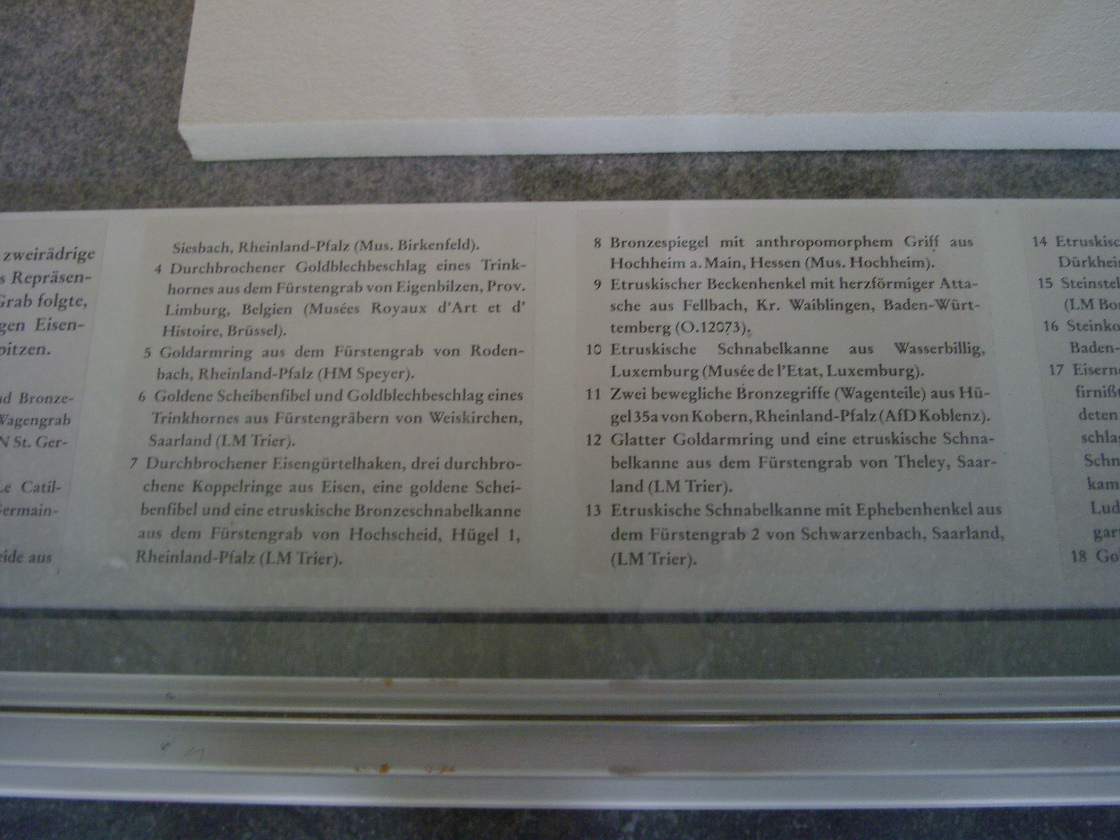 zweirädrige
s Repräsen-
Grab folgte,
gen Eisen-
pitzen.
nd Bronze-
Wagengrab
N St. Ger-
Le Catil-
Germain-
eide aus
Siesbach, Rheinland-Pfalz (Mus. Birkenfeld).
4 Durchbrochener Goldblechbeschlag eines Trink-
hornes aus dem Fürstengrab von Eigenbilzen, Prov.
Limburg, Belgien (Musées Royaux d'Art et d'
Histoire, Brüssel).
5 Goldarmring aus dem Fürstengrab von Roden-
bach, Rheinland-Pfalz (HM Speyer).
6 Goldene Scheibenfibel und Goldblechbeschlag eines
Trinkhornes aus Fürstengräbern von Weiskirchen,
Saarland (LM Trier).
7 Durchbrochener Eisengürtelhaken, drei durchbro-
chene Koppelringe aus Eisen, eine goldene Schei-
benfibel und eine etruskische Bronzeschnabelkanne
aus dem Fürstengrab von Hochscheid, Hügel 1,
Rheinland-Pfalz (LM Trier).
8 Bronzespiegel mit anthropomorphem Griff aus
Hochheim a. Main, Hessen (Mus. Hochheim).
9 Etruskischer Beckenhenkel mit herzförmiger Atta-
sche aus Fellbach, Kr. Waiblingen, Baden-Würt-
temberg (O.12073).
10 Etruskische Schnabelkanne aus Wasserbillig,
Luxemburg (Musée de l'Etat, Luxemburg).
11 Zwei bewegliche Bronzegriffe (Wagenteile) aus Hü-
gel 35a von Kobern, Rheinland-Pfalz (AfD Koblenz).
12 Glatter Goldarmring und eine etruskische Schna-
belkanne aus dem Fürstengrab von Theley, Saar-
land (LM Trier).
13 Etruskische Schnabelkanne mit Ephebenhenkel aus
dem Fürstengrab 2 von Schwarzenbach, Saarland,
(LM Trier).
14 Etruskisc
Dürkhei
15 Steinstel
(LM Bo
16 Steinko
Baden-
17 Eisern
firniß
deten
schla
Schn
kam
Lud
gar
18 Go